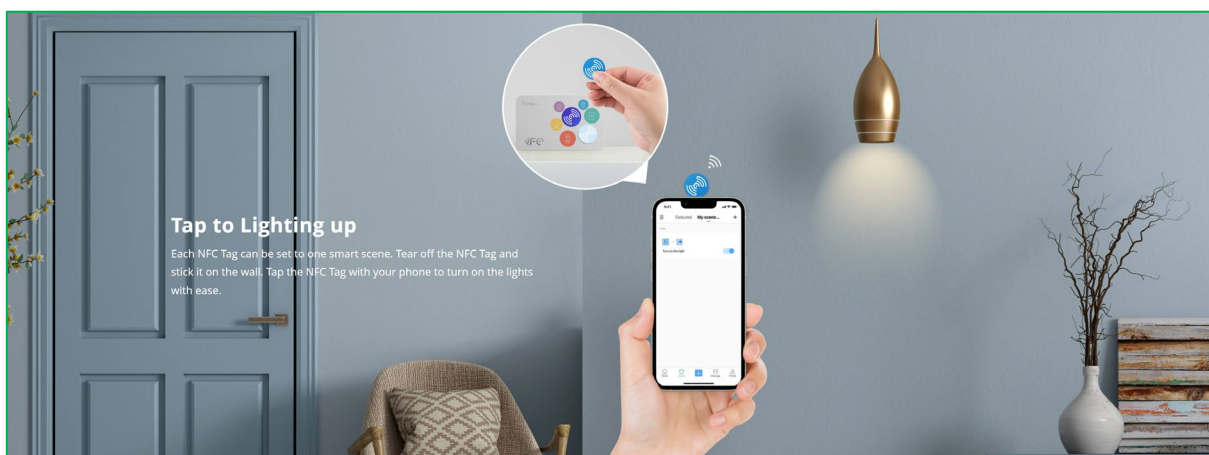 NFC
9:41
Featured My scene...
Turn on the light
Tap to Lighting up
Each NFC Tag can be set to one smart scene. Tear off the NFC Tag and
stick it on the wall. Tap the NFC Tag with your phone to turn on the lights
with ease.